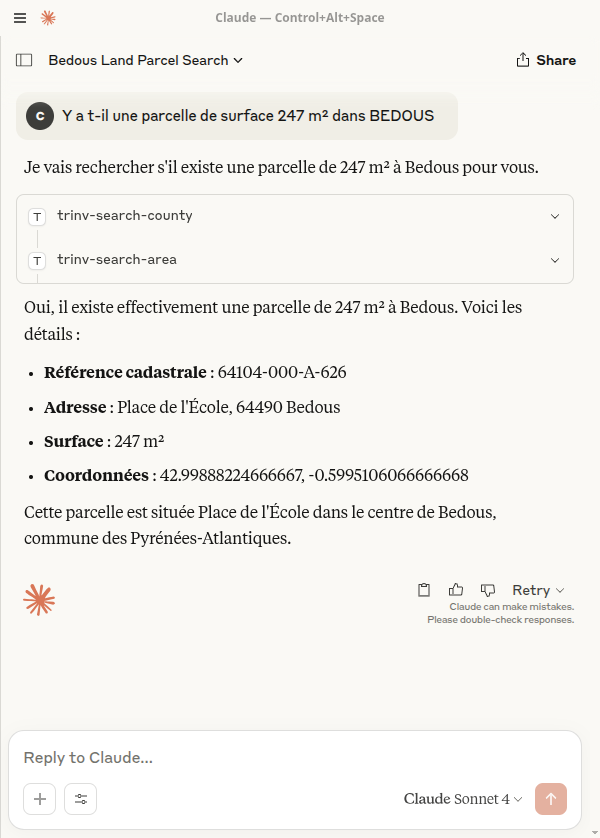 Claude — Control+Alt+Space
Bedous Land Parcel Search
Share
C
Y a t-il une parcelle de surface 247 m² dans BEDOUS
Je vais rechercher s'il existe une parcelle de 247 m² à Bedous pour vous.
T
trinv-search-county
T
trinv-search-area
Oui, il existe effectivement une parcelle de 247 m² à Bedous. Voici les
détails :
• Référence cadastrale : 64104-000-A-626
• Adresse : Place de l'École, 64490 Bedous
• Surface : 247 m²
• Coordonnées : 42.99888224666667, -0.5995106066666668
Cette parcelle est située Place de l'École dans le centre de Bedous,
commune des Pyrénées-Atlantiques.
Retry
Claude can make mistakes.
Please double-check responses.
Reply to Claude...
Claude Sonnet 4